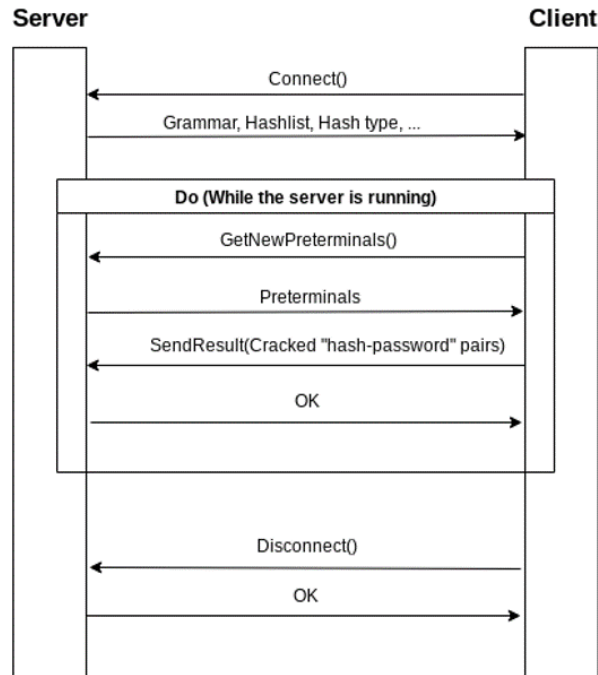 Server
Client
Connect()
Grammar, Hashlist, Hash type, ...
Do (While the server is running)
GetNewPreterminals()
Preterminals
SendResult(Cracked "hash-password" pairs)
OK
Disconnect()
OK